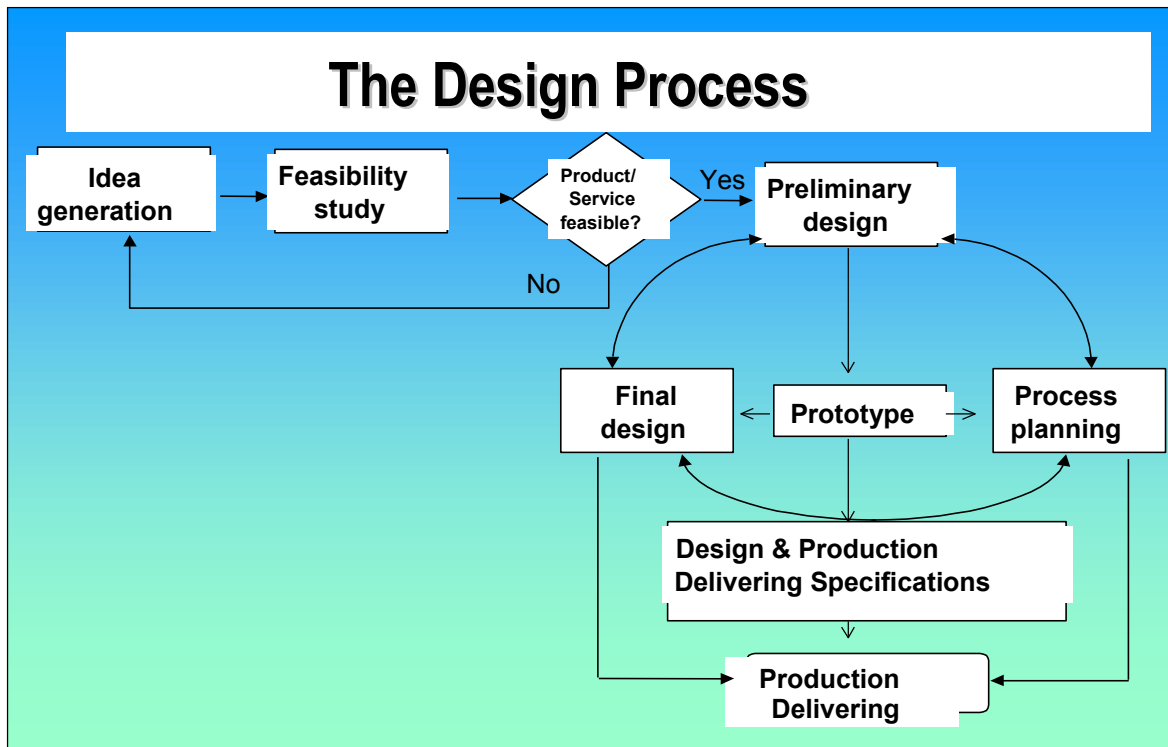 The Design Process
Idea
generation
Feasibility
study
Product/
Service
feasible?
Yes
Preliminary
design
No
Final
design
Prototype
Process
planning
Design & Production
Delivering Specifications
Production
Delivering